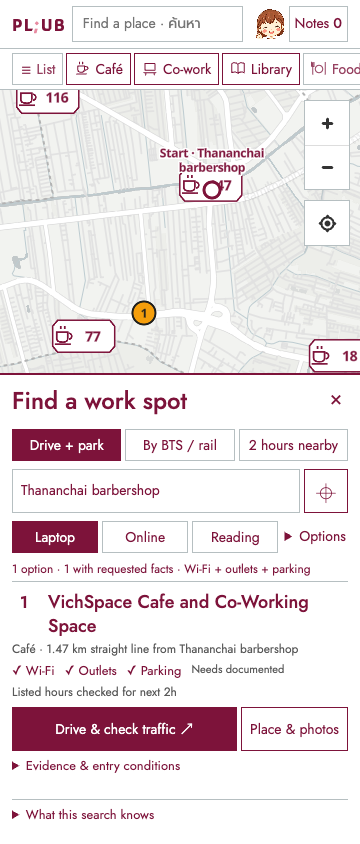 PL;UB
Find a place · ค้นหา
Notes 0
≡ List
Café
Co-work
Library
Food
116
Start · Thananchai
barbershop
47
+
−
1
77
18
Find a work spot
×
Drive + park
By BTS / rail
2 hours nearby
Thananchai barbershop
Laptop
Online
Reading
▶ Options
1 option · 1 with requested facts · Wi-Fi + outlets + parking
1 VichSpace Cafe and Co-Working
Space
Café · 1.47 km straight line from Thananchai barbershop
✓ Wi-Fi ✓ Outlets ✓ Parking Needs documented
Listed hours checked for next 2h
Drive & check traffic ↗
Place & photos
▶ Evidence & entry conditions
▶ What this search knows